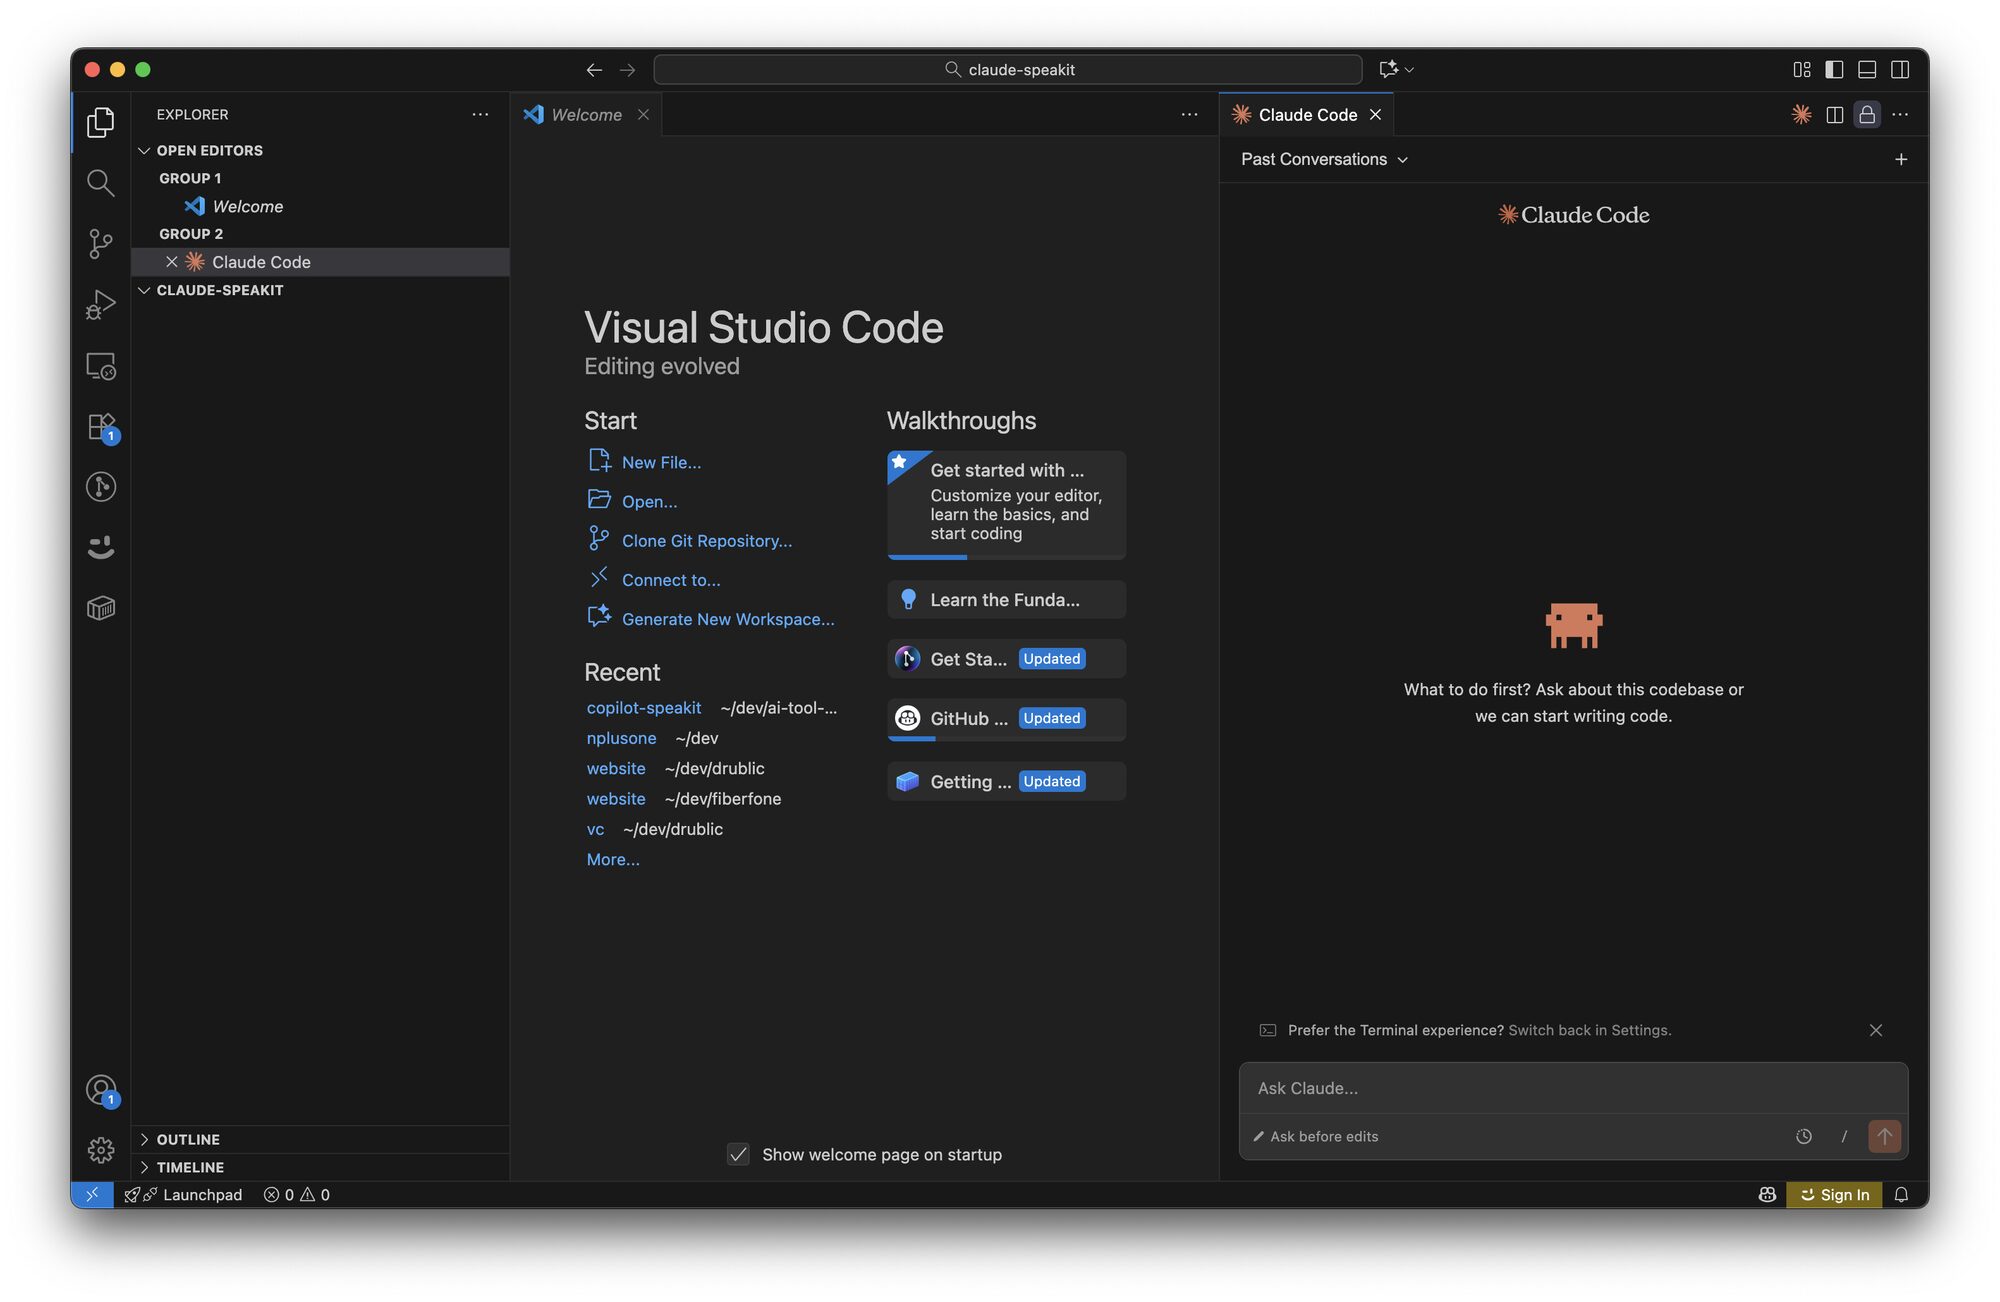 claude-speakit
EXPLORER
OPEN EDITORS
GROUP 1
Welcome
GROUP 2
Claude Code
CLAUDE-SPEAKIT
OUTLINE
TIMELINE
Welcome
Visual Studio Code
Editing evolved
Start
New File...
Open...
Clone Git Repository...
Connect to...
Generate New Workspace...
Recent
copilot-speakit ~/dev/ai-tool-...
nplusone ~/dev
website ~/dev/drublic
website ~/dev/fiberfone
vc ~/dev/drublic
More...
Walkthroughs
Get started with ...
Customize your editor,
learn the basics, and
start coding
Learn the Funda...
Get Sta... Updated
GitHub ... Updated
Getting ... Updated
Show welcome page on startup
Claude Code
Past Conversations
Claude Code
What to do first? Ask about this codebase or
we can start writing code.
Prefer the Terminal experience? Switch back in Settings.
Ask Claude...
Ask before edits /
1
1
Launchpad 0 0
Sign In